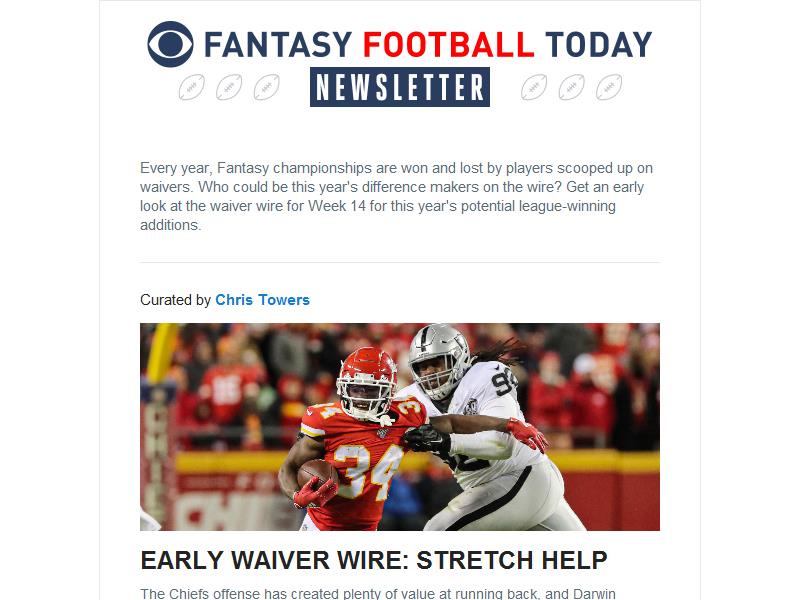 FANTASY FOOTBALL TODAY
NEWSLETTER
Every year, Fantasy championships are won and lost by players scooped up on
waivers. Who could be this year's difference makers on the wire? Get an early
look at the waiver wire for Week 14 for this year's potential league-winning
additions.
Curated by Chris Towers
34
34
EARLY WAIVER WIRE: STRETCH HELP
The Chiefs offense has created plenty of value at running back, and Darwin